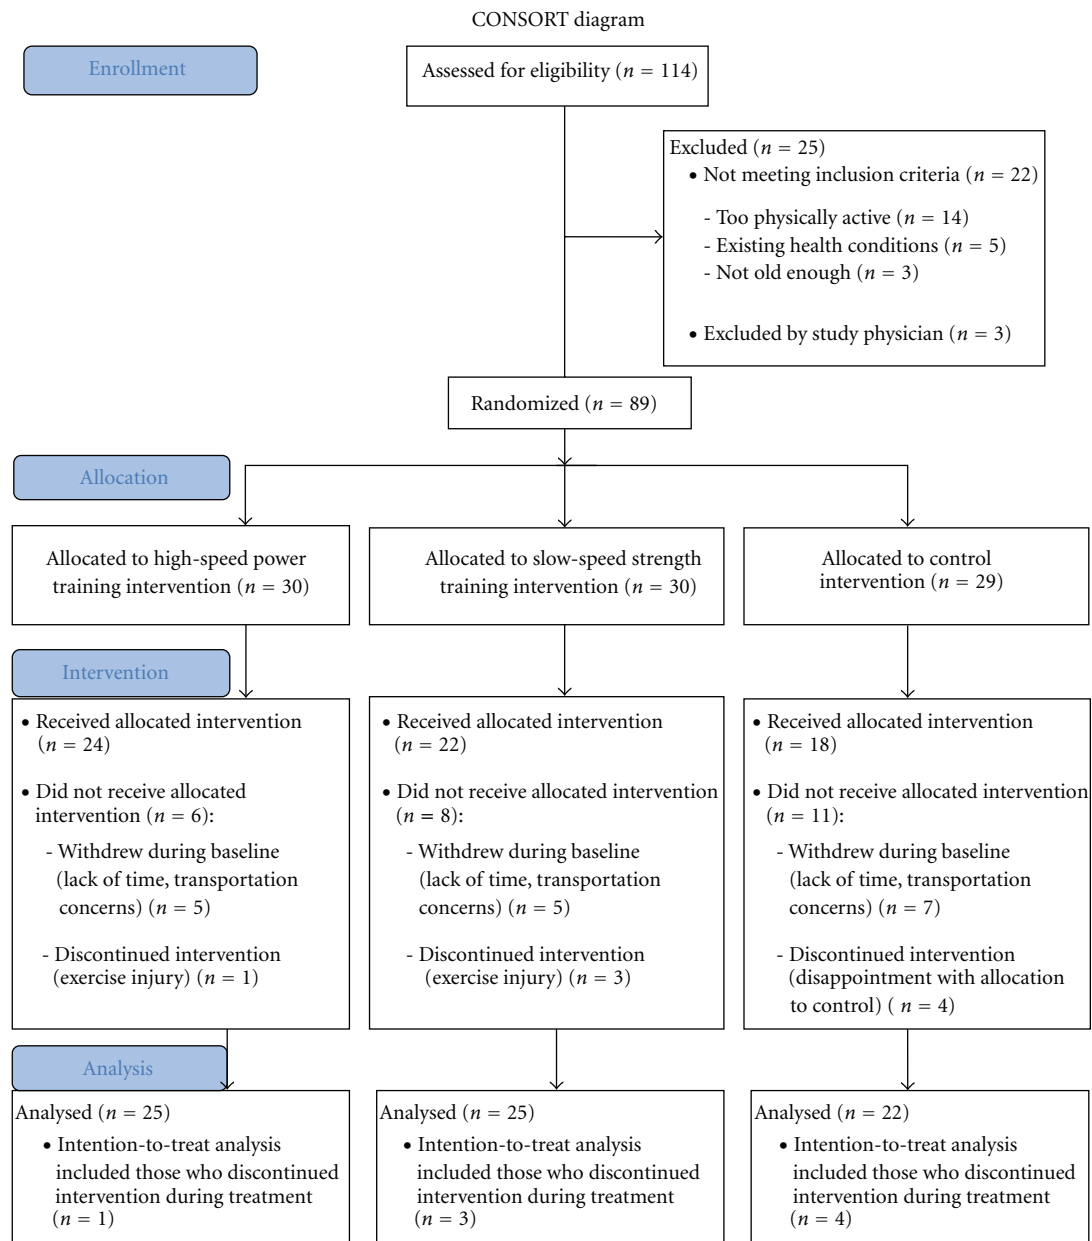 CONSORT diagram
Enrollment
Assessed for eligibility (n = 114)
Excluded (n = 25)
• Not meeting inclusion criteria (n = 22)
- Too physically active (n = 14)
- Existing health conditions (n = 5)
- Not old enough (n = 3)
• Excluded by study physician (n = 3)
Randomized (n = 89)
Allocation
Allocated to high-speed power
training intervention (n = 30)
Allocated to slow-speed strength
training intervention (n = 30)
Allocated to control
intervention (n = 29)
Intervention
• Received allocated intervention
(n = 24)
• Did not receive allocated
intervention (n = 6):
- Withdrew during baseline
(lack of time, transportation
concerns) (n = 5)
- Discontinued intervention
(exercise injury) (n = 1)
• Received allocated intervention
(n = 22)
• Did not receive allocated intervention
(n = 8):
- Withdrew during baseline
(lack of time, transportation
concerns) (n = 5)
- Discontinued intervention
(exercise injury) (n = 3)
• Received allocated intervention
(n = 18)
• Did not receive allocated intervention
(n = 11):
- Withdrew during baseline
(lack of time, transportation
concerns) (n = 7)
- Discontinued intervention
(disappointment with allocation
to control) ( n = 4)
Analysis
Analysed (n = 25)
• Intention-to-treat analysis
included those who discontinued
intervention during treatment
(n = 1)
Analysed (n = 25)
• Intention-to-treat analysis
included those who discontinued
intervention during treatment
(n = 3)
Analysed (n = 22)
• Intention-to-treat analysis
included those who discontinued
intervention during treatment
(n = 4)